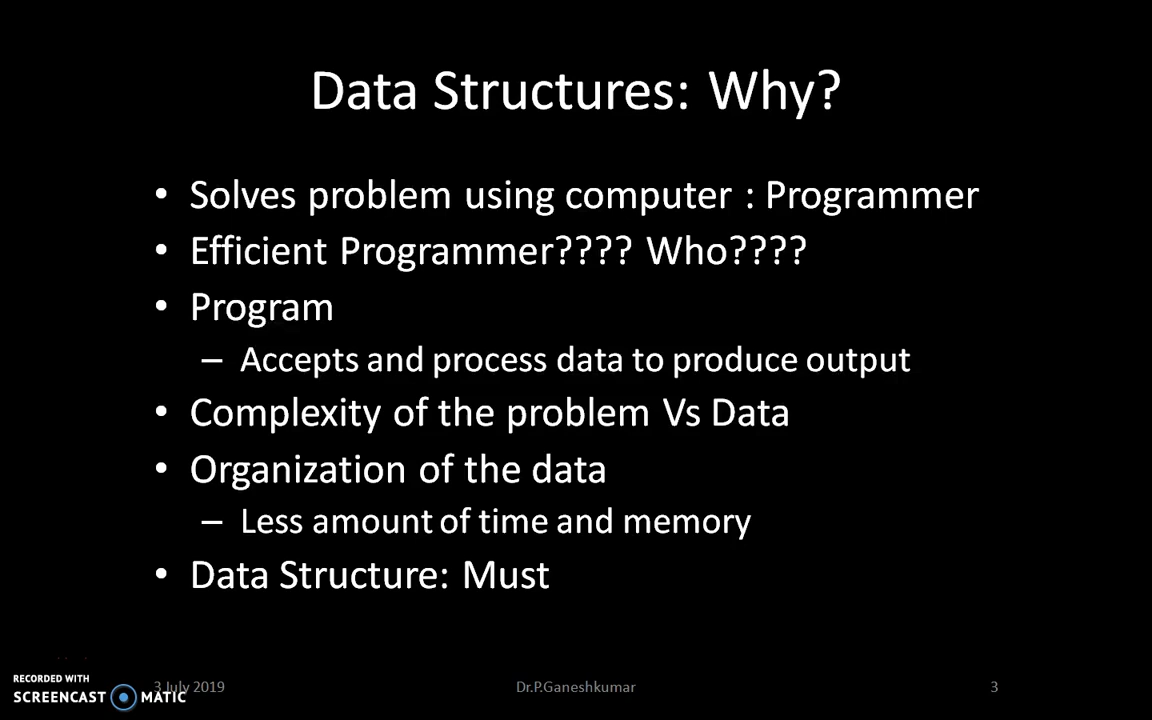 Data Structures: Why?
• Solves problem using computer : Programmer
• Efficient Programmer???? Who????
• Program
– Accepts and process data to produce output
• Complexity of the problem Vs Data
• Organization of the data
– Less amount of time and memory
• Data Structure: Must
RECORDED WITH
SCREENCAST MATIC
3 July 2019
Dr.P.Ganeshkumar
3